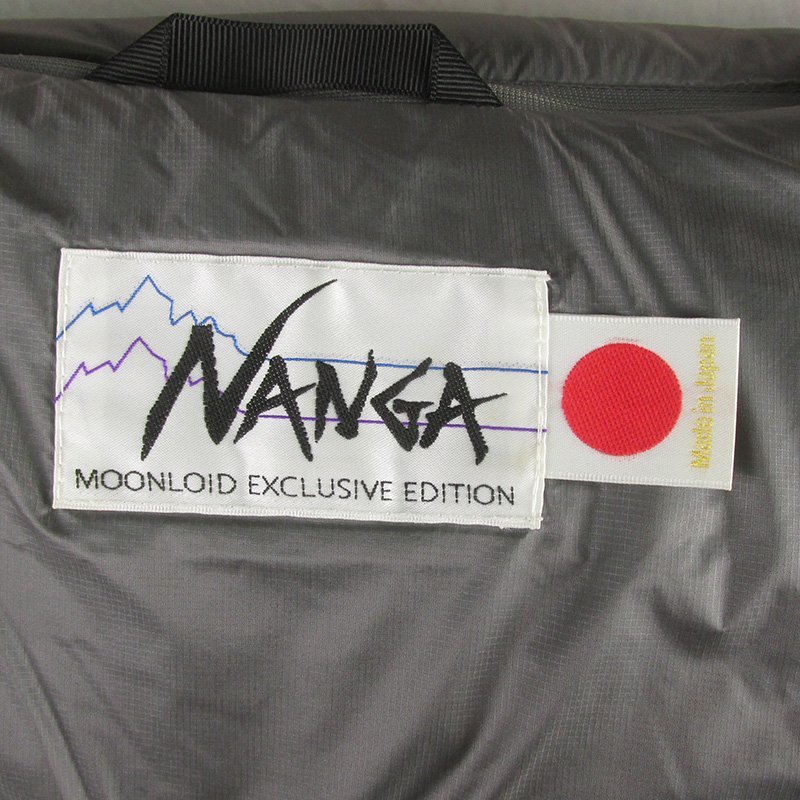 NANGA
MOONLOID EXCLUSIVE EDITION
Made in Japan